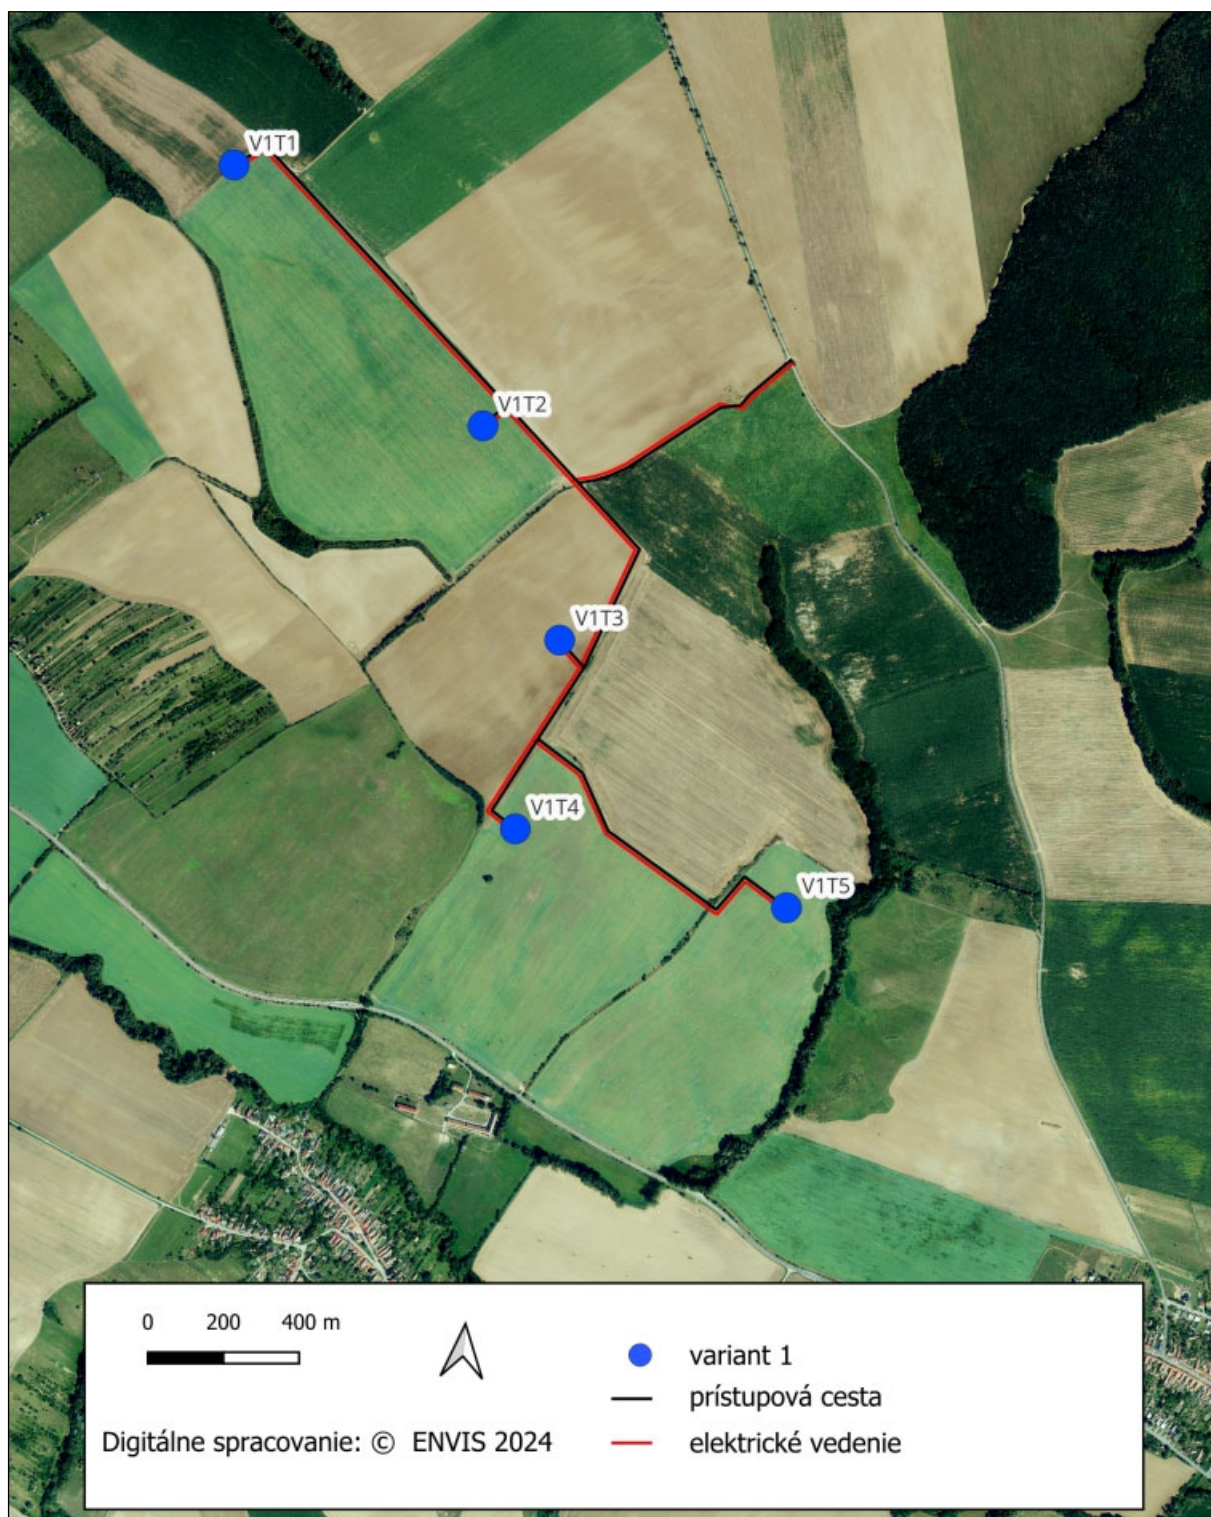 V1T1
V1T2
V1T3
V1T4
V1T5
0 200 400 m
variant 1
prístupová cesta
Digitálne spracovanie: © ENVIS 2024
elektrické vedenie